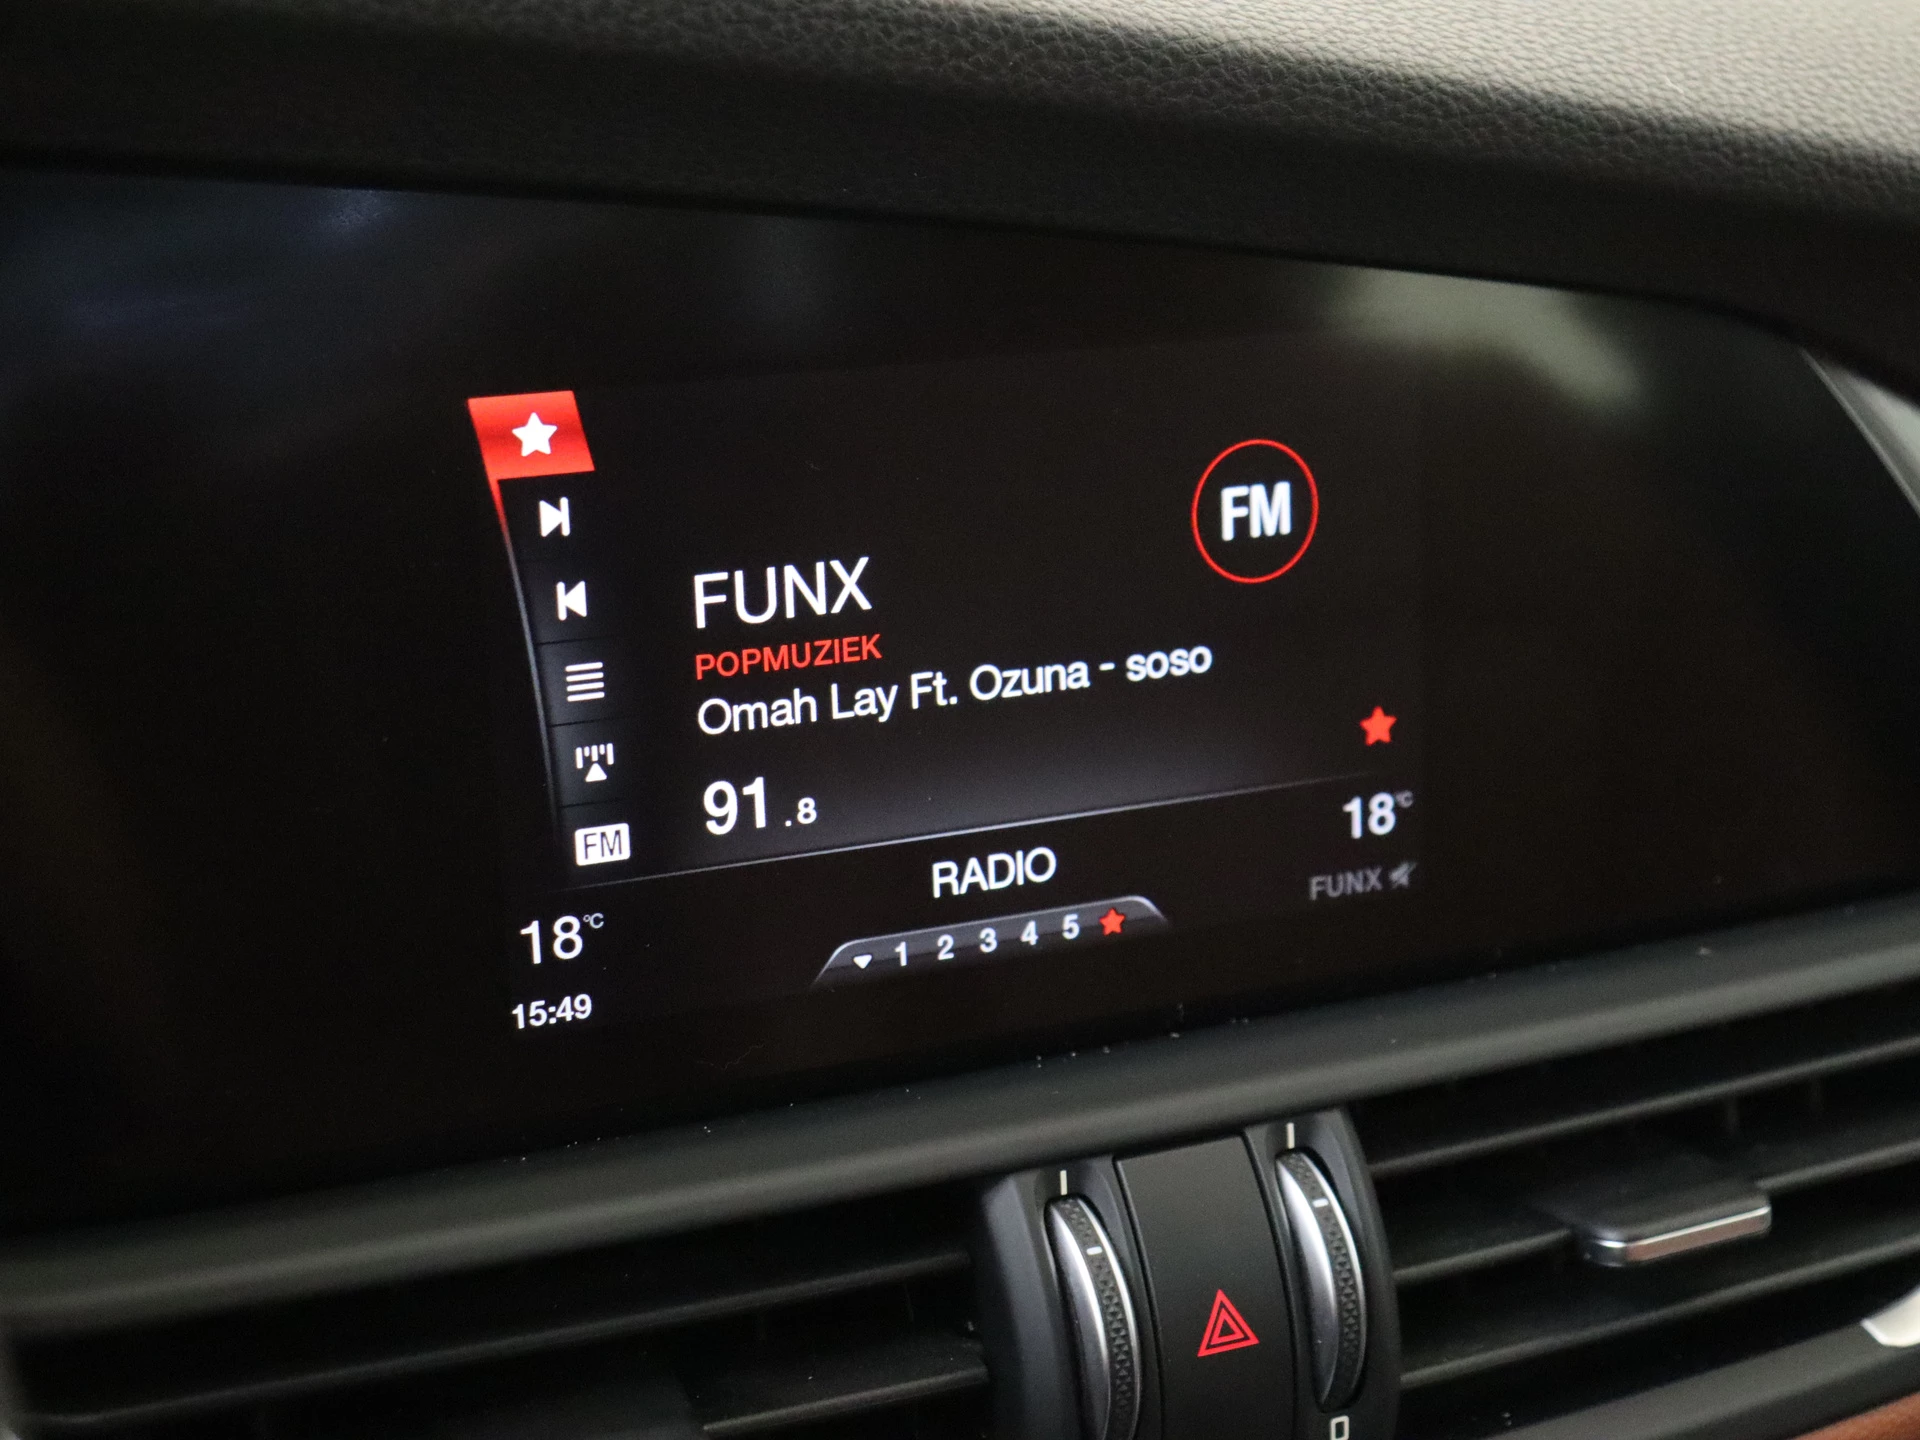 FM
FUNX
POPMUZIEK
Omah Lay Ft. Ozuna - soso
91.8
FM
18°C
RADIO
FUNX
18°C
1 2 3 4 5
15:49